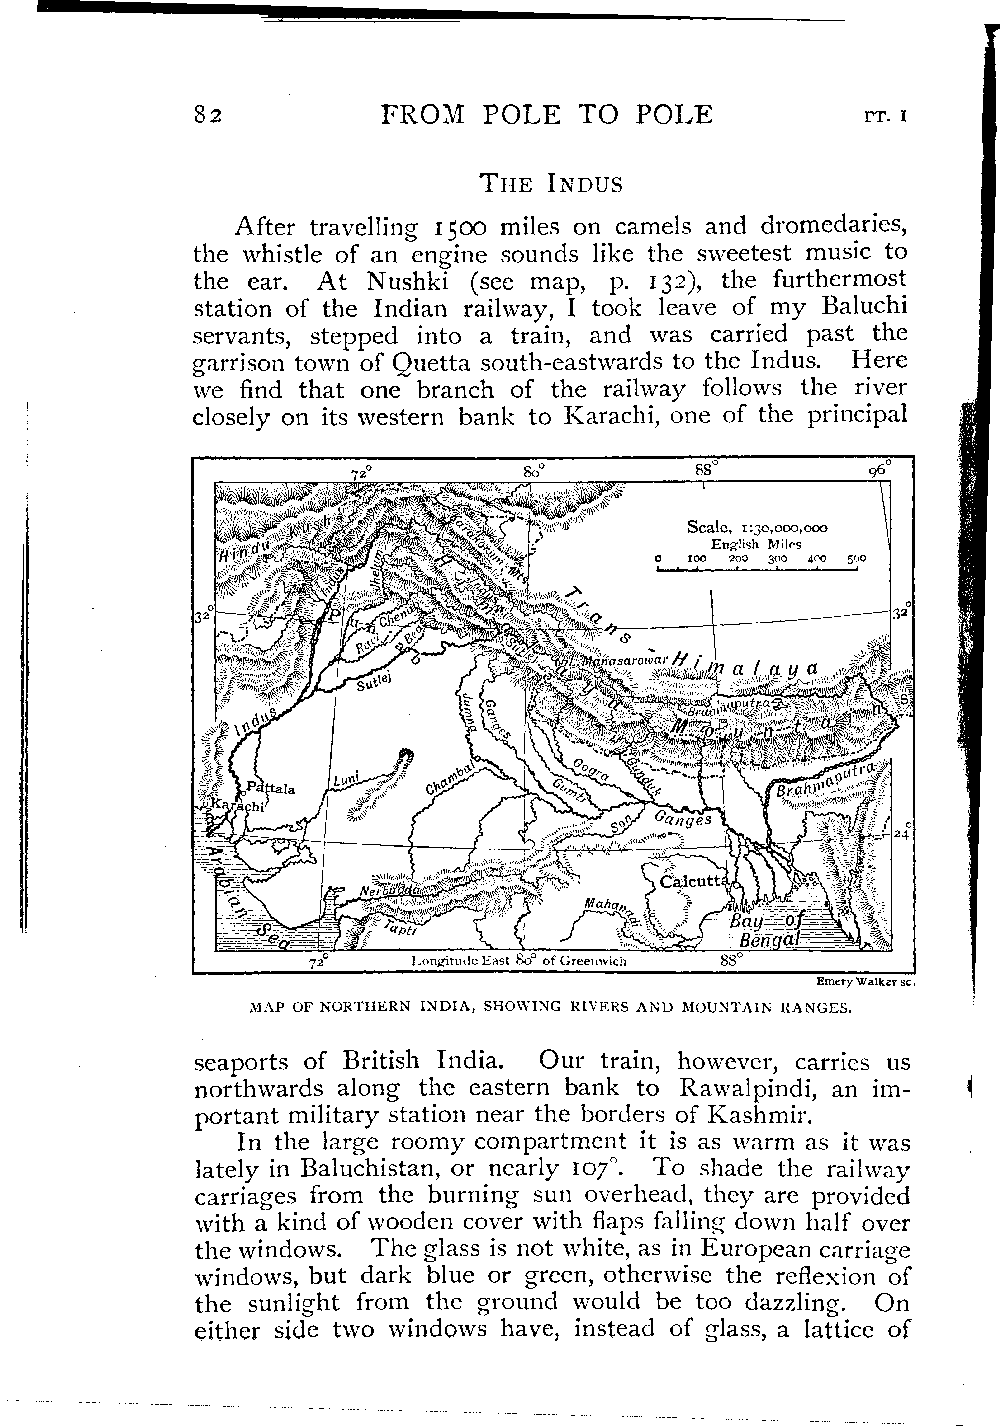 82 FROM POLE TO POLE PT. I
THE INDUS
After travelling 1500 miles on camels and dromedaries,
the whistle of an engine sounds like the sweetest music to
the ear. At Nushki (see map, p. 132), the furthermost
station of the Indian railway, I took leave of my Baluchi
servants, stepped into a train, and was carried past the
garrison town of Quetta south-eastwards to the Indus. Here
we find that one branch of the railway follows the river
closely on its western bank to Karachi, one of the principal
72° 80° 88° 96°
Scale, 1:30,000,000
English Miles
0 100 200 300 400 500
Hindu
Karakorum Mts
Indus
Jhelam
Trans
32° 32°
Chenab
Ravi
Beas
Punjab
Manasarowar
Himalaya
Himalaya
Sutlej
Brahmaputra
Mountains
Indus
Jumna
Ganges
Gogra
Gunduk
Gumti
Pattala
Luni
Chambal
Brahmaputra
Karachi
Son
Ganges
24°
Arabian Sea
Nerbudda
Calcutta
Mahanadi
Tapti
Bay of
Bengal
72° Longitude East 80° of Greenwich 88°
Emery Walker sc.
MAP OF NORTHERN INDIA, SHOWING RIVERS AND MOUNTAIN RANGES.
seaports of British India. Our train, however, carries us
northwards along the eastern bank to Rawalpindi, an im-
portant military station near the borders of Kashmir.
In the large roomy compartment it is as warm as it was
lately in Baluchistan, or nearly 107°. To shade the railway
carriages from the burning sun overhead, they are provided
with a kind of wooden cover with flaps falling down half over
the windows. The glass is not white, as in European carriage
windows, but dark blue or green, otherwise the reflexion of
the sunlight from the ground would be too dazzling. On
either side two windows have, instead of glass, a lattice of